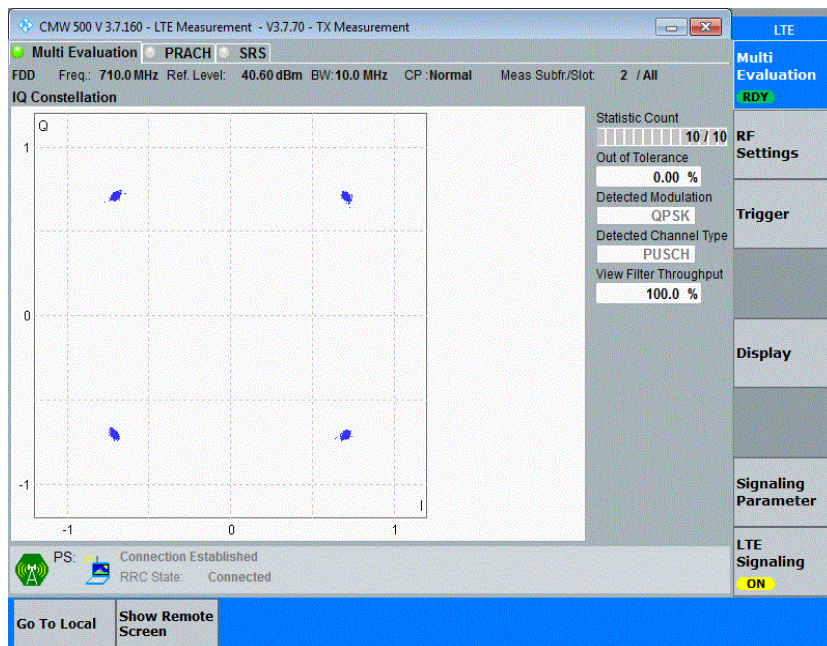 CMW 500 V 3.7.160 - LTE Measurement - V3.7.70 - TX Measurement
LTE
Multi Evaluation PRACH SRS
FDD Freq.: 710.0 MHz Ref. Level: 40.60 dBm BW: 10.0 MHz CP : Normal Meas Subfr./Slot: 2 / All
IQ Constellation
Q
1
0
-1
-1 0 1
I
Statistic Count
10 / 10
Out of Tolerance
0.00 %
Detected Modulation
QPSK
Detected Channel Type
PUSCH
View Filter Throughput
100.0 %
Multi
Evaluation
RDY
RF
Settings
Trigger
Display
Signaling
Parameter
LTE
Signaling
ON
PS: Connection Established
RRC State: Connected
Go To Local
Show Remote
Screen